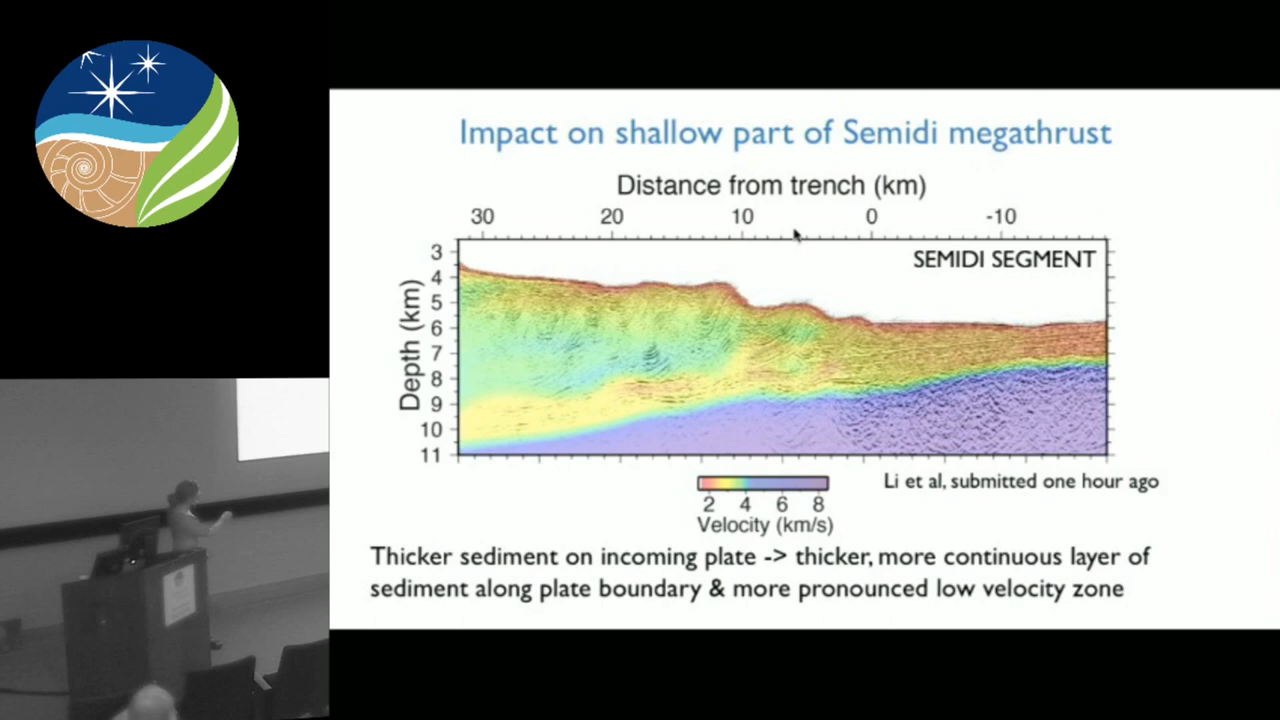 Impact on shallow part of Semidi megathrust
Distance from trench (km)
30 20 10 0 -10
SEMIDI SEGMENT
Depth (km)
3
4
5
6
7
8
9
10
11
2 4 6 8
Velocity (km/s)
Li et al, submitted one hour ago
Thicker sediment on incoming plate -> thicker, more continuous layer of
sediment along plate boundary & more pronounced low velocity zone